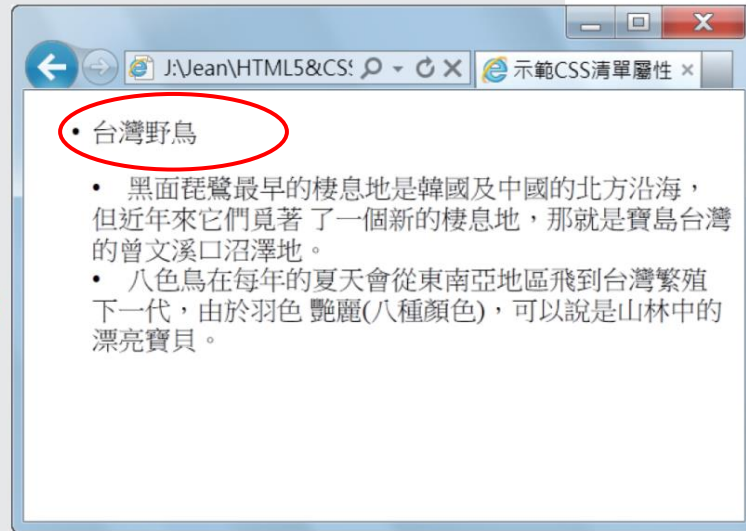 J:\Jean\HTML5&CSS
示範CSS清單屬性
• 台灣野鳥
• 黑面琵鷺最早的棲息地是韓國及中國的北方沿海，
但近年來它們覓著 了一個新的棲息地，那就是寶島台灣
的曾文溪口沼澤地。
• 八色鳥在每年的夏天會從東南亞地區飛到台灣繁殖
下一代，由於羽色 艷麗(八種顏色)，可以說是山林中的
漂亮寶貝。